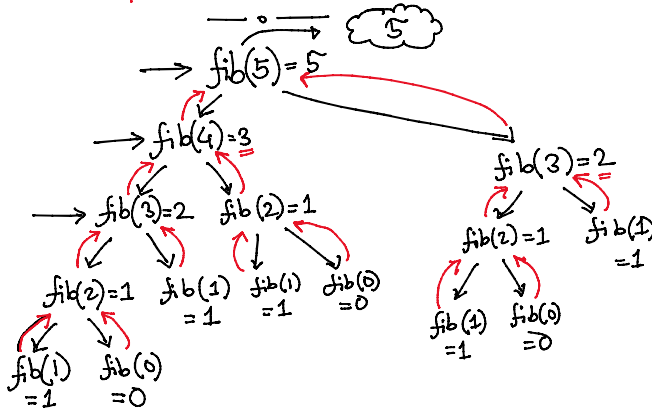 5
fib(5)=5
fib(4)=3
fib(3)=2
fib(3)=2
fib(2)=1
fib(2)=1
fib(1)
=1
fib(2)=1
fib(1)
=1
fib(1)
=1
fib(0)
=0
fib(1)
=1
fib(0)
=0
fib(1)
=1
fib(0)
=0